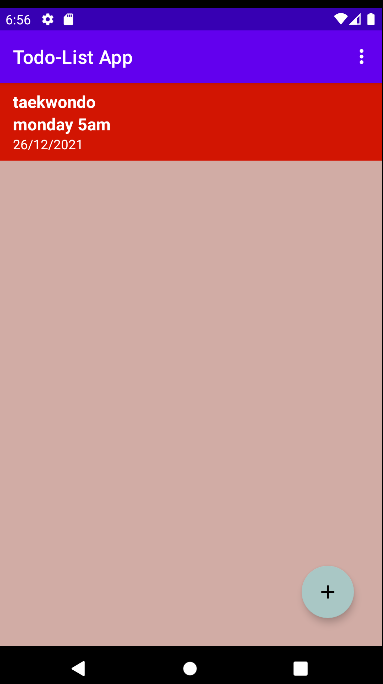 6:56
Todo-List App
taekwondo
monday 5am
26/12/2021
+